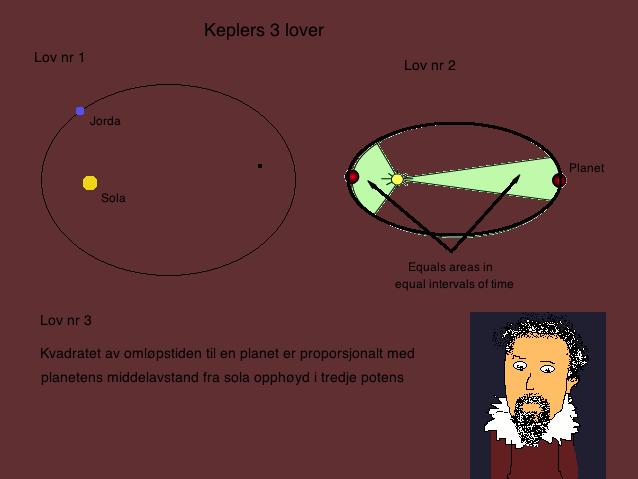 Keplers 3 lover
Lov nr 1
Lov nr 2
Jorda
Sola
Planet
Equals areas in
equal intervals of time
Lov nr 3
Kvadratet av omløpstiden til en planet er proporsjonalt med
planetens middelavstand fra sola opphøyd i tredje potens